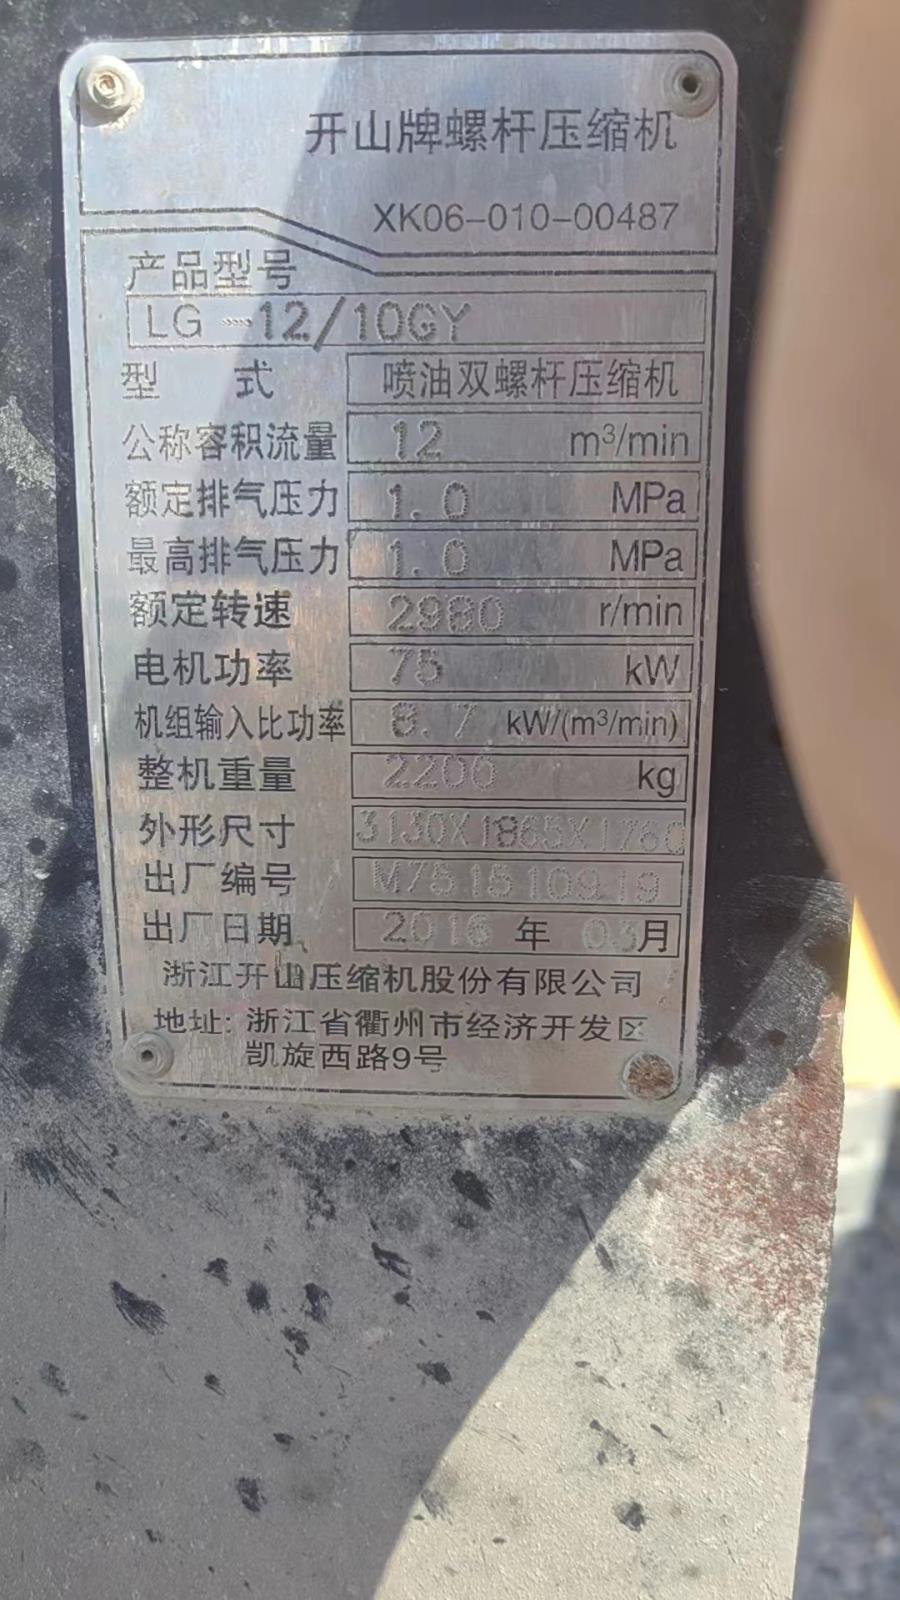 开山牌螺杆压缩机
XK06-010-00487
产品型号
LG -12/10GY
型 式 喷油双螺杆压缩机
公称容积流量 12 m³/min
额定排气压力 1.0 MPa
最高排气压力 1.0 MPa
额定转速 2980 r/min
电机功率 75 kW
机组输入比功率 8.7 kW/(m³/min)
整机重量 2200 kg
外形尺寸 3130X1865X1760
出厂编号 M7515109.19
出厂日期 2016 年 03月
浙江开山压缩机股份有限公司
地址: 浙江省衢州市经济开发区
凯旋西路9号